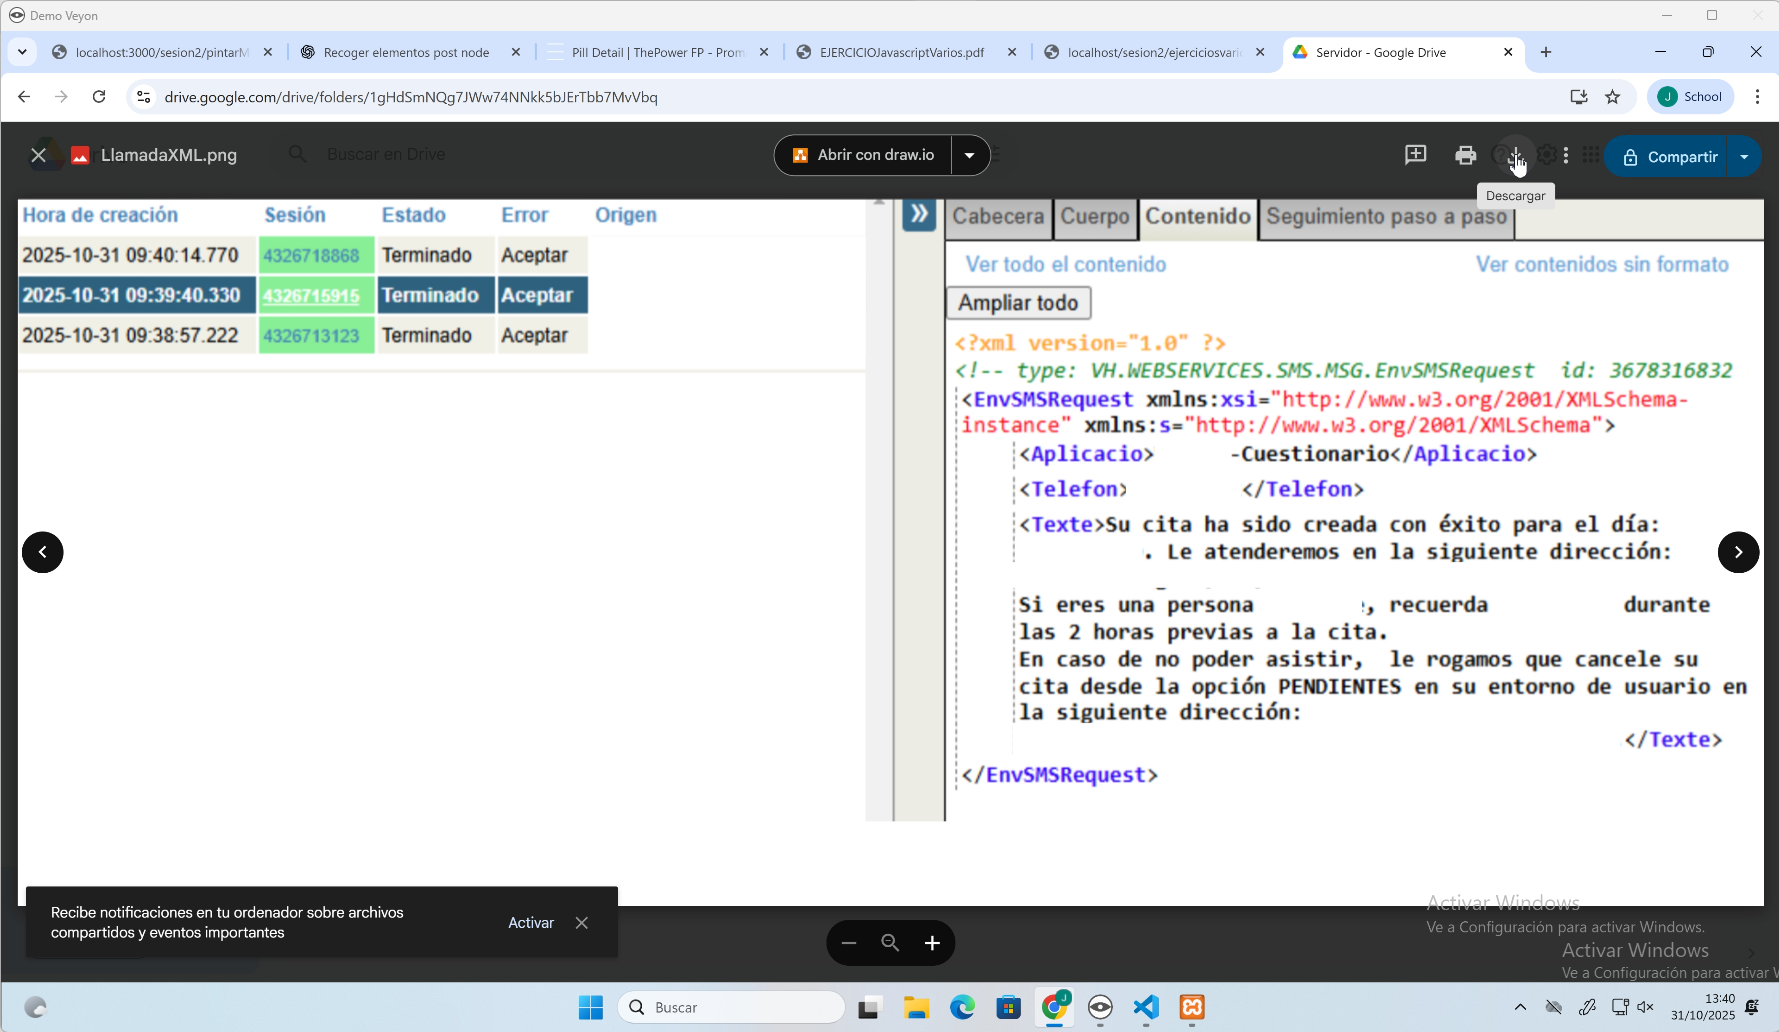 Demo Veyon
localhost:3000/sesion2/pintarM
Recoger elementos post node
Pill Detail | ThePower FP - Prom
EJERCICIOJavascriptVarios.pdf
localhost/sesion2/ejerciciosvari
Servidor - Google Drive
drive.google.com/drive/folders/1gHdSmNQg7JWw74NNkk5bJErTbb7MvVbq
J School
LlamadaXML.png
Buscar en Drive
Abrir con draw.io
Compartir
Descargar
Hora de creación Sesión Estado Error Origen
2025-10-31 09:40:14.770 4326718868 Terminado Aceptar
2025-10-31 09:39:40.330 4326715915 Terminado Aceptar
2025-10-31 09:38:57.222 4326713123 Terminado Aceptar
Cabecera Cuerpo Contenido Seguimiento paso a paso
Ver todo el contenido Ver contenidos sin formato
Ampliar todo
<?xml version="1.0" ?>
<!-- type: VH.WEBSERVICES.SMS.MSG.EnvSMSRequest id: 3678316832
<EnvSMSRequest xmlns:xsi="http://www.w3.org/2001/XMLSchema-
instance" xmlns:s="http://www.w3.org/2001/XMLSchema">
<Aplicacio> -Cuestionario</Aplicacio>
<Telefon> </Telefon>
<Texte>Su cita ha sido creada con éxito para el día:
. Le atenderemos en la siguiente dirección:
Si eres una persona , recuerda durante
las 2 horas previas a la cita.
En caso de no poder asistir, le rogamos que cancele su
cita desde la opción PENDIENTES en su entorno de usuario en
la siguiente dirección:
</Texte>
</EnvSMSRequest>
Recibe notificaciones en tu ordenador sobre archivos
compartidos y eventos importantes
Activar
Activar Windows
Ve a Configuración para activar Windows.
Activar Windows
Ve a Configuración para activar
Buscar
13:40
31/10/2025